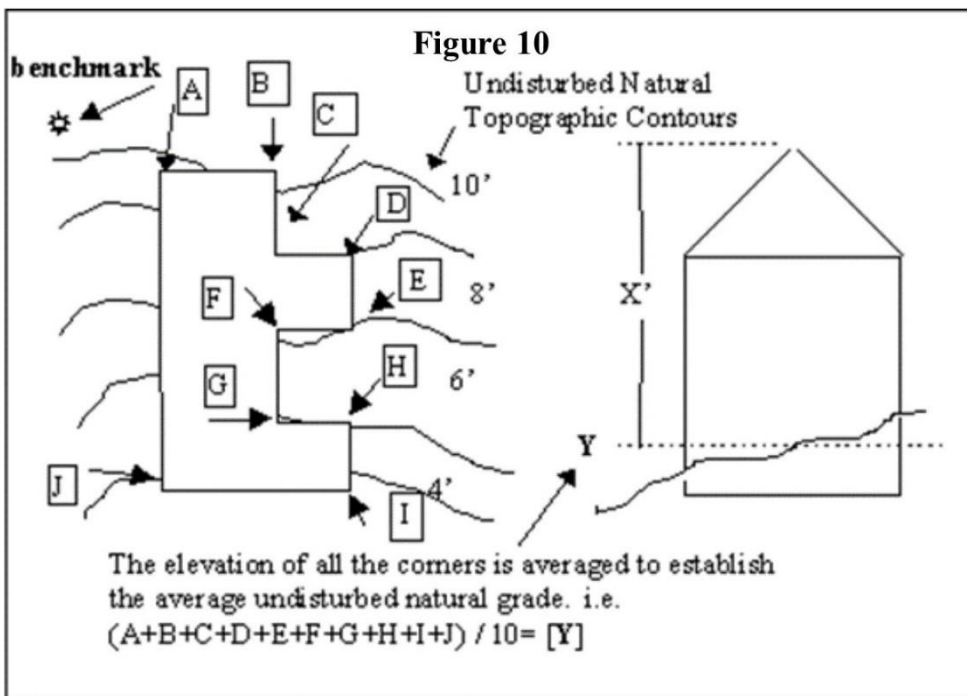 Figure 10
benchmark
A
B
C
Undisturbed Natural
Topographic Contours
10’
D
E
8’
X’
F
H
6’
G
Y
J
4’
I
The elevation of all the corners is averaged to establish
the average undisturbed natural grade. i.e.
(A+B+C+D+E+F+G+H+I+J) / 10= [Y]